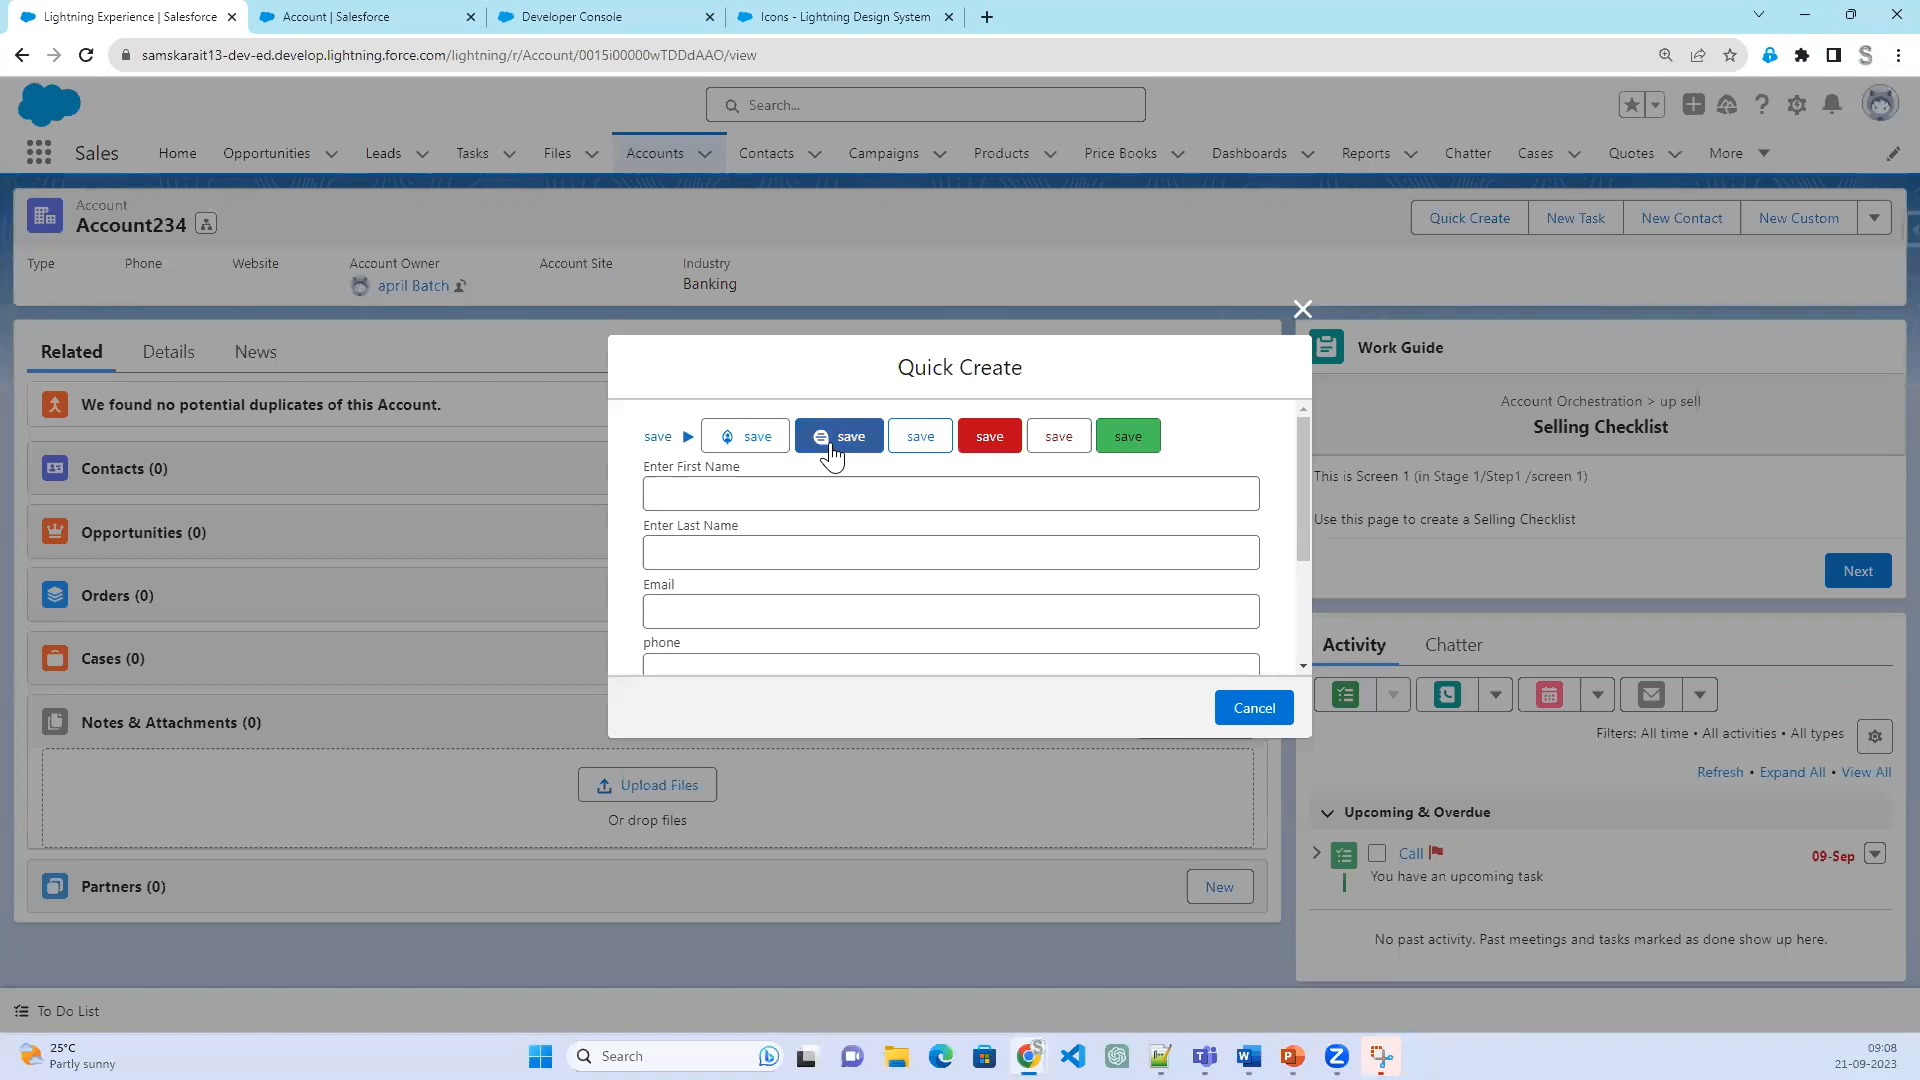 Lightning Experience | Salesforce
Account | Salesforce
Developer Console
Icons - Lightning Design System
samskarait13-dev-ed.develop.lightning.force.com/lightning/r/Account/0015i00000wTDDdAAO/view
S
Search...
Sales
Home
Opportunities
Leads
Tasks
Files
Accounts
Contacts
Campaigns
Products
Price Books
Dashboards
Reports
Chatter
Cases
Quotes
More
Account
Account234
Quick Create
New Task
New Contact
New Custom
Type
Phone
Website
Account Owner
Account Site
Industry
april Batch
Banking
Related
Details
News
We found no potential duplicates of this Account.
Contacts (0)
Opportunities (0)
Orders (0)
Cases (0)
Notes & Attachments (0)
Upload Files
Or drop files
Partners (0)
New
Quick Create
save
save
save
save
save
save
save
Enter First Name
Enter Last Name
Email
phone
Cancel
Work Guide
Account Orchestration > up sell
Selling Checklist
This is Screen 1 (in Stage 1/Step1 /screen 1)
Use this page to create a Selling Checklist
Next
Activity
Chatter
Filters: All time • All activities • All types
Refresh • Expand All • View All
Upcoming & Overdue
Call
09-Sep
You have an upcoming task
No past activity. Past meetings and tasks marked as done show up here.
To Do List
25°C
Partly sunny
Search
09:08
21-09-2023